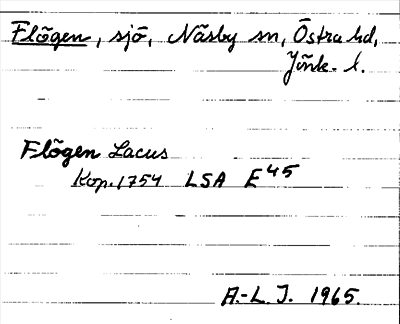 Flögen, sjö, Näsby sn, Östra hd,
Jönk. l.
Flögen Lacus
Kop. 1754 LSA E45
A.-L. J. 1965.